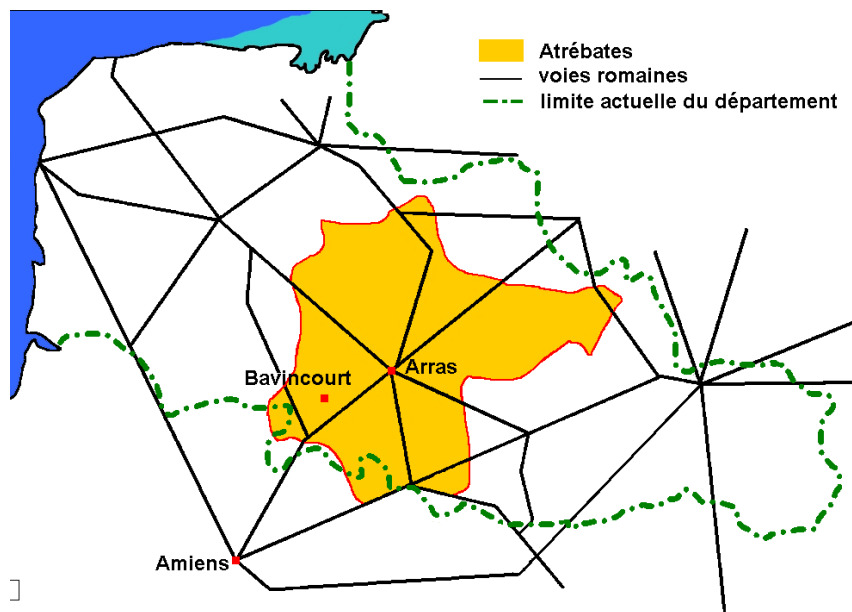 Atrébates
voies romaines
limite actuelle du département
Bavincourt
Arras
Amiens